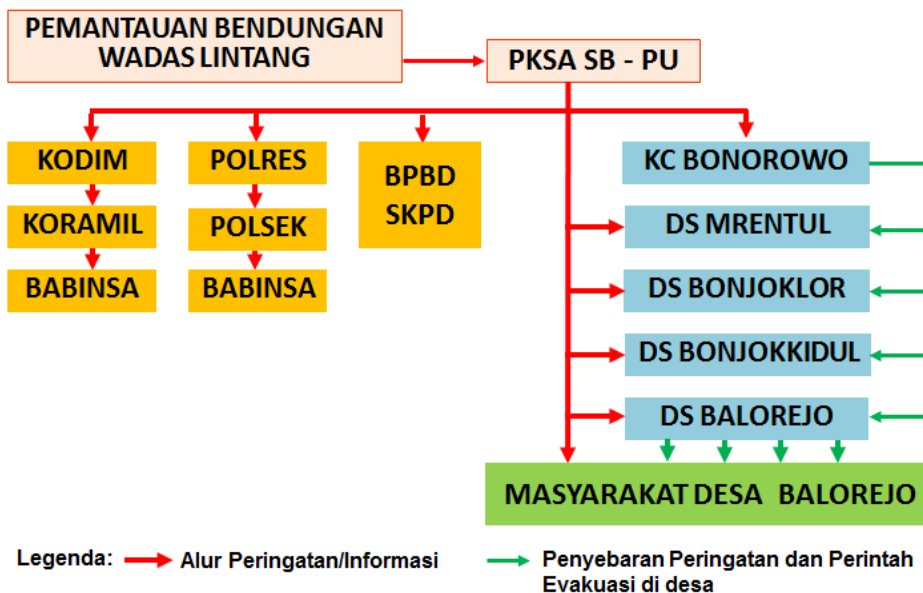 PEMANTAUAN BENDUNGAN
WADAS LINTANG
PKSA SB - PU
KODIM
POLRES
BPBD
SKPD
KC BONOROWO
KORAMIL
POLSEK
DS MRENTUL
BABINSA
BABINSA
DS BONJOKLOR
DS BONJOKKIDUL
DS BALOREJO
MASYARAKAT DESA BALOREJO
Legenda:
Alur Peringatan/Informasi
Penyebaran Peringatan dan Perintah
Evakuasi di desa